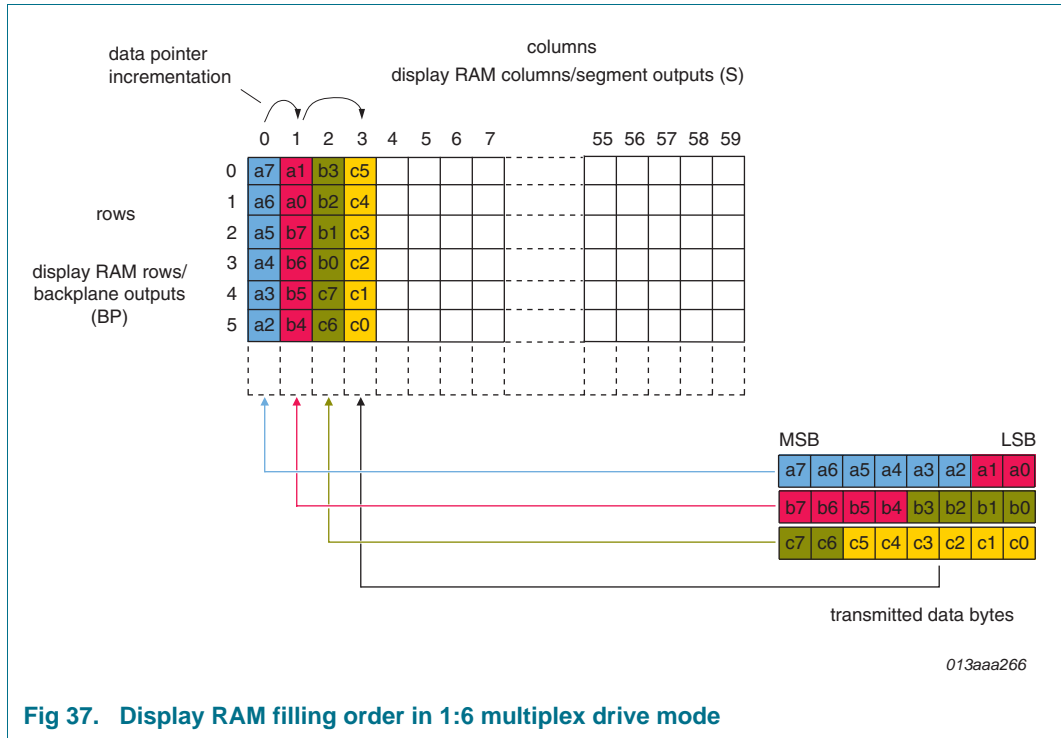 columns
data pointer
incrementation
display RAM columns/segment outputs (S)
0 1 2 3 4 5 6 7 55 56 57 58 59
0 a7 a1 b3 c5
1 a6 a0 b2 c4
rows
2 a5 b7 b1 c3
3 a4 b6 b0 c2
display RAM rows/
backplane outputs
(BP)
4 a3 b5 c7 c1
5 a2 b4 c6 c0
MSB LSB
a7 a6 a5 a4 a3 a2 a1 a0
b7 b6 b5 b4 b3 b2 b1 b0
c7 c6 c5 c4 c3 c2 c1 c0
transmitted data bytes
013aaa266
Fig 37. Display RAM filling order in 1:6 multiplex drive mode